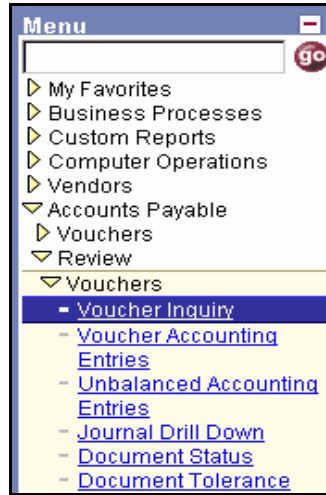 Menu
go
My Favorites
Business Processes
Custom Reports
Computer Operations
Vendors
Accounts Payable
Vouchers
Review
Vouchers
Voucher Inquiry
Voucher Accounting
Entries
Unbalanced Accounting
Entries
Journal Drill Down
Document Status
Document Tolerance